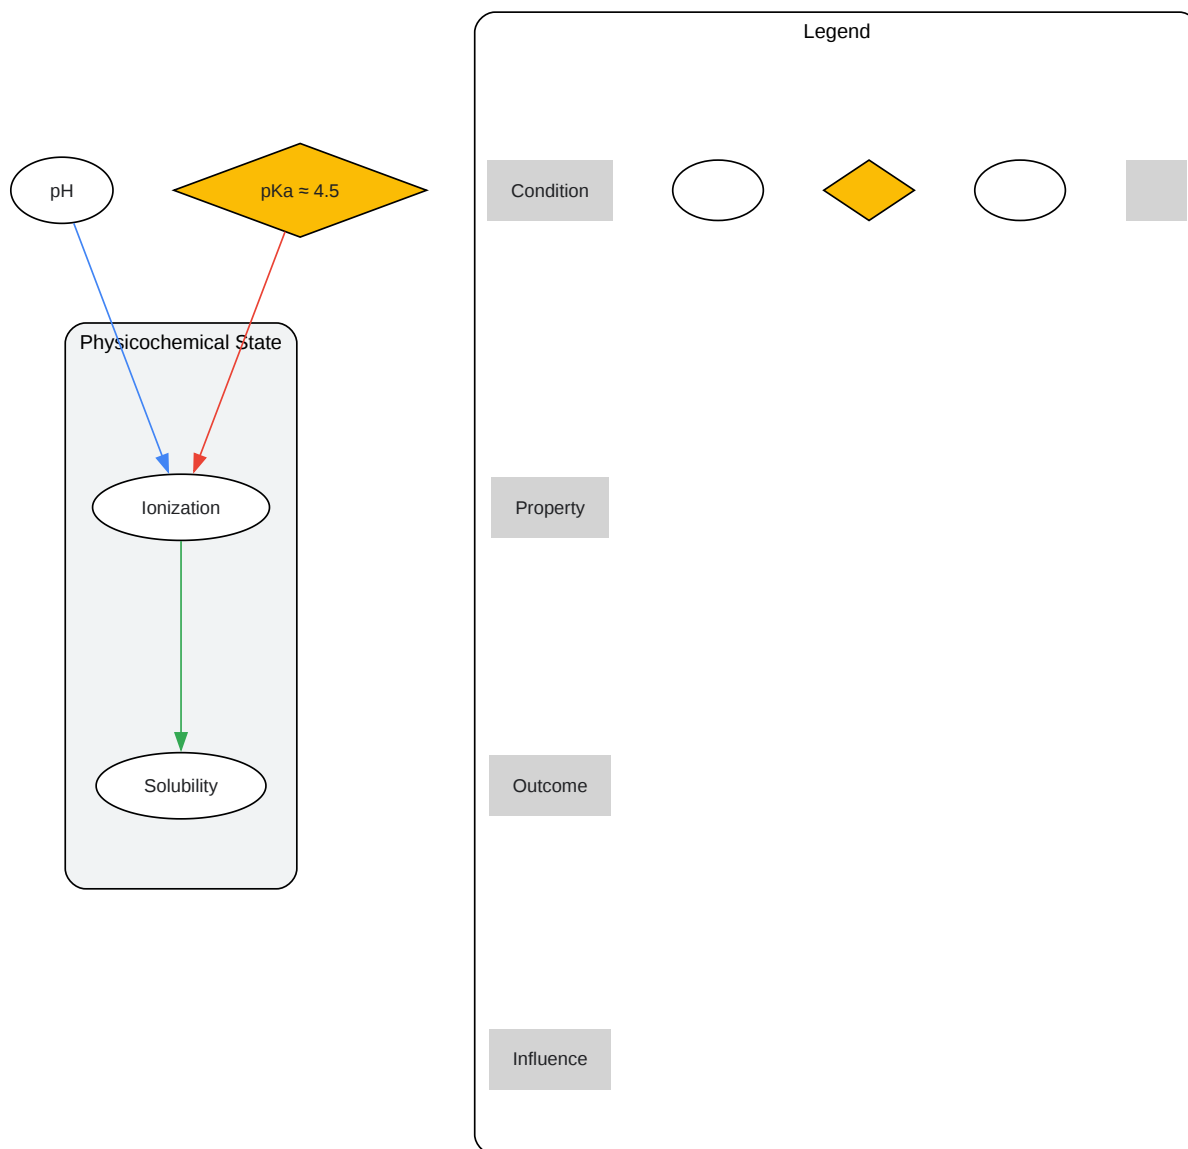 Legend
pH
pKa ≈ 4.5
Condition
Physicochemical State
Ionization
Property
Solubility
Outcome
Influence